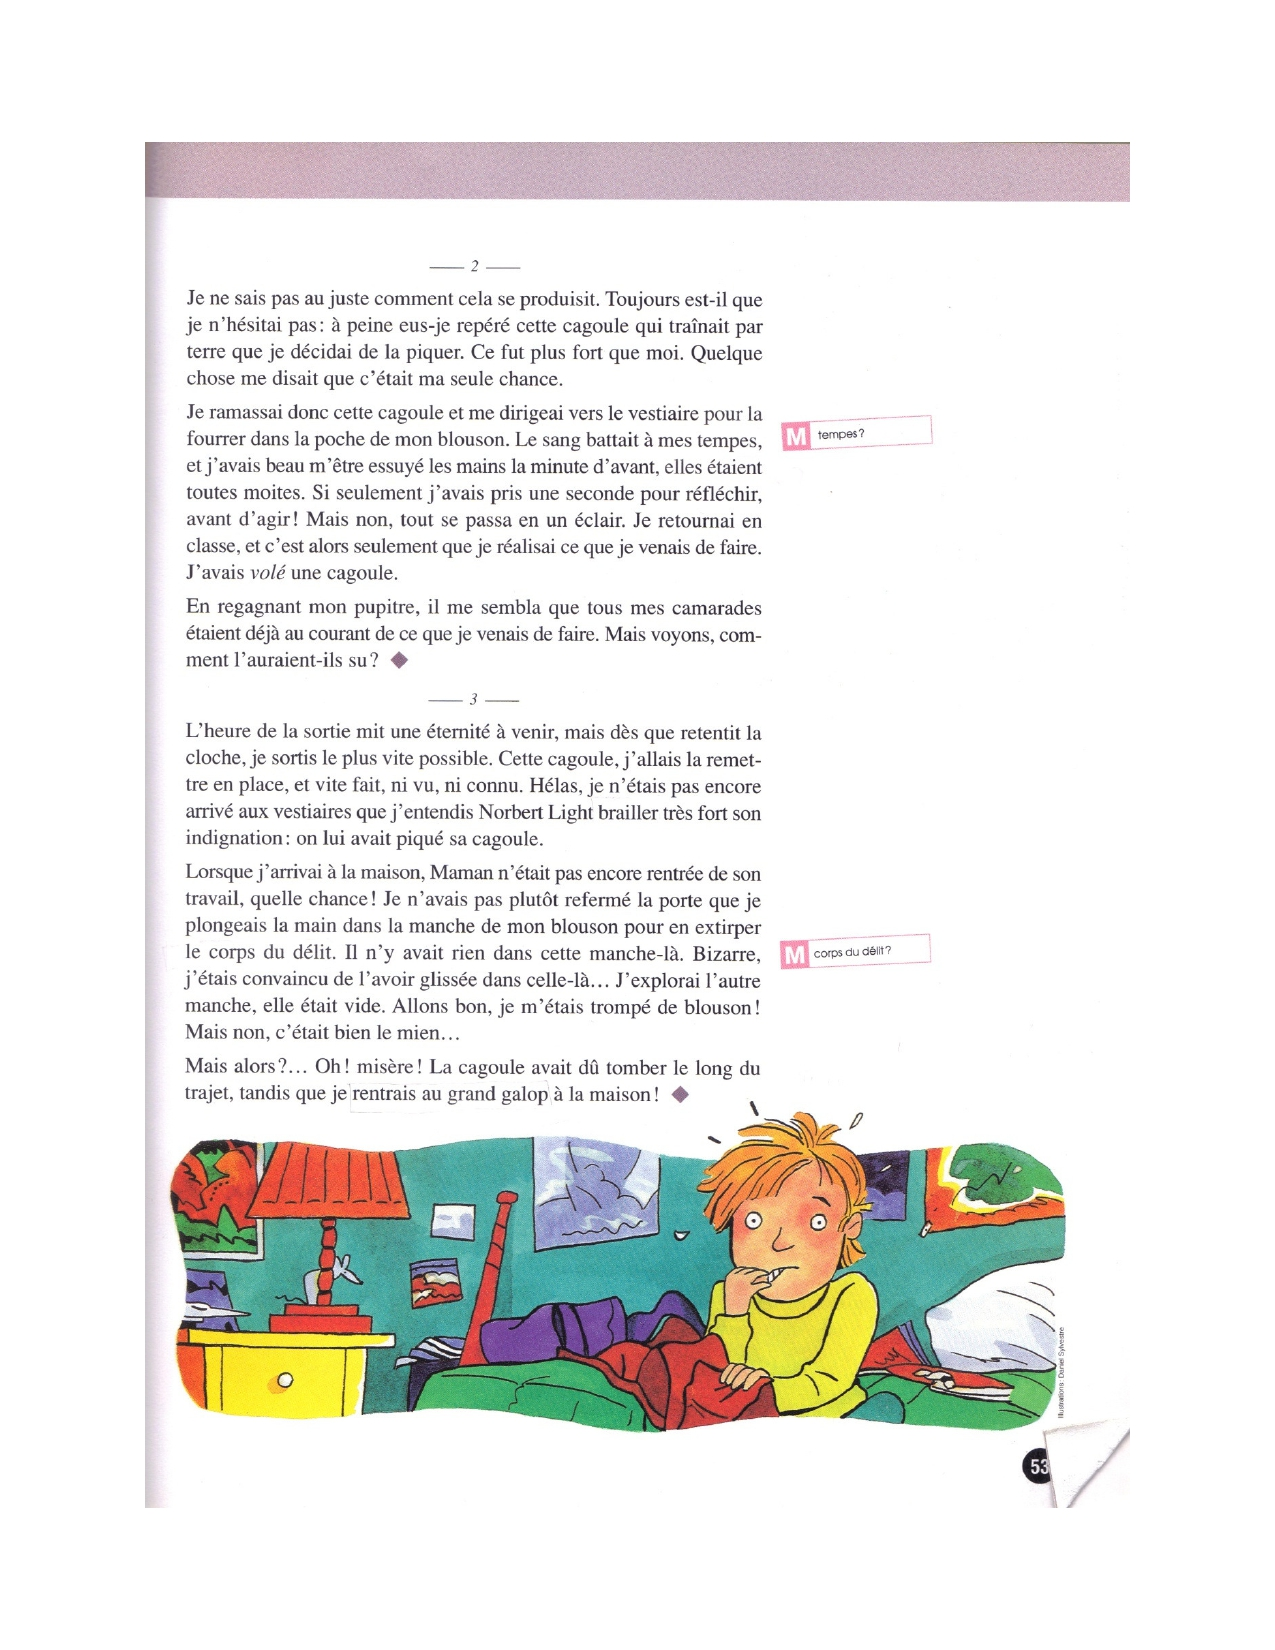 — 2 —
Je ne sais pas au juste comment cela se produisit. Toujours est-il que
je n'hésitai pas : à peine eus-je repéré cette cagoule qui traînait par
terre que je décidai de la piquer. Ce fut plus fort que moi. Quelque
chose me disait que c'était ma seule chance.
Je ramassai donc cette cagoule et me dirigeai vers le vestiaire pour la
fourrer dans la poche de mon blouson. Le sang battait à mes tempes,
M tempes ?
et j'avais beau m'être essuyé les mains la minute d'avant, elles étaient
toutes moites. Si seulement j'avais pris une seconde pour réfléchir,
avant d'agir ! Mais non, tout se passa en un éclair. Je retournai en
classe, et c'est alors seulement que je réalisai ce que je venais de faire.
J'avais volé une cagoule.
En regagnant mon pupitre, il me sembla que tous mes camarades
étaient déjà au courant de ce que je venais de faire. Mais voyons, com-
ment l'auraient-ils su ? ◆
— 3 —
L'heure de la sortie mit une éternité à venir, mais dès que retentit la
cloche, je sortis le plus vite possible. Cette cagoule, j'allais la remet-
tre en place, et vite fait, ni vu, ni connu. Hélas, je n'étais pas encore
arrivé aux vestiaires que j'entendis Norbert Light brailler très fort son
indignation : on lui avait piqué sa cagoule.
Lorsque j'arrivai à la maison, Maman n'était pas encore rentrée de son
travail, quelle chance ! Je n'avais pas plutôt refermé la porte que je
plongeais la main dans la manche de mon blouson pour en extirper
le corps du délit. Il n'y avait rien dans cette manche-là. Bizarre,
M corps du délit ?
j'étais convaincu de l'avoir glissée dans celle-là... J'explorai l'autre
manche, elle était vide. Allons bon, je m'étais trompé de blouson !
Mais non, c'était bien le mien...
Mais alors ?... Oh ! misère ! La cagoule avait dû tomber le long du
trajet, tandis que je rentrais au grand galop à la maison ! ◆
Illustrations : Daniel Sylvestre
53